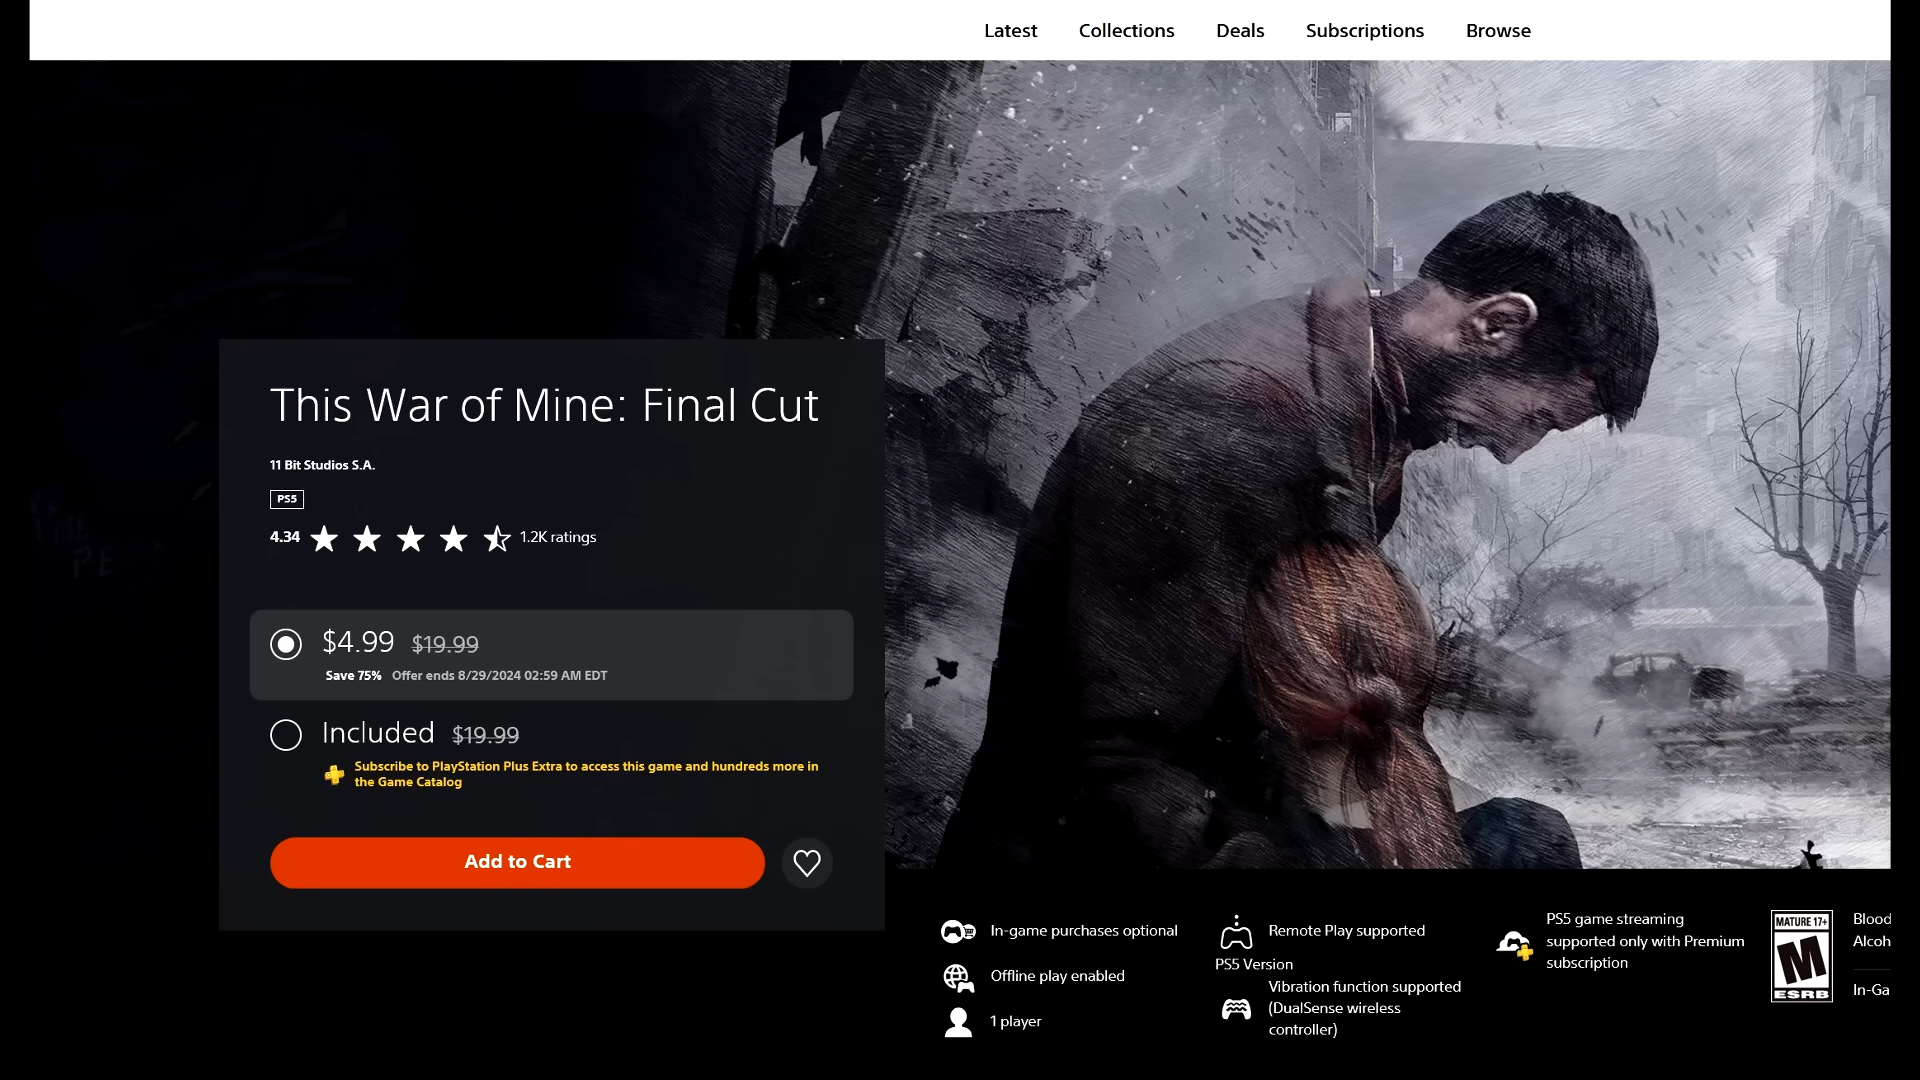 Latest Collections Deals Subscriptions Browse
This War of Mine: Final Cut
11 Bit Studios S.A.
PS5
4.34 1.2K ratings
$4.99 $19.99
Save 75% Offer ends 8/29/2024 02:59 AM EDT
Included $19.99
Subscribe to PlayStation Plus Extra to access this game and hundreds more in
the Game Catalog
Add to Cart
In-game purchases optional
Offline play enabled
1 player
Remote Play supported
PS5 Version
Vibration function supported
(DualSense wireless
controller)
PS5 game streaming
supported only with Premium
subscription
MATURE 17+
M
ESRB
Blood
Alcoh
In-Ga